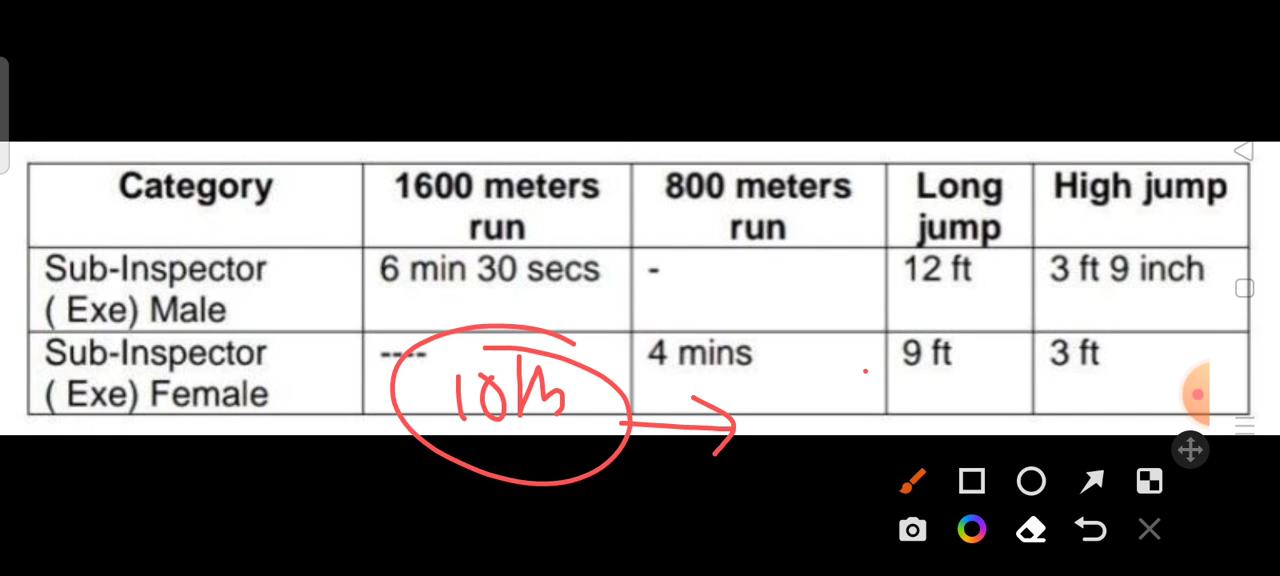 Category 1600 meters run 800 meters run Long jump High jump
Sub-Inspector ( Exe) Male 6 min 30 secs - 12 ft 3 ft 9 inch
Sub-Inspector ( Exe) Female ---- 4 mins 9 ft 3 ft